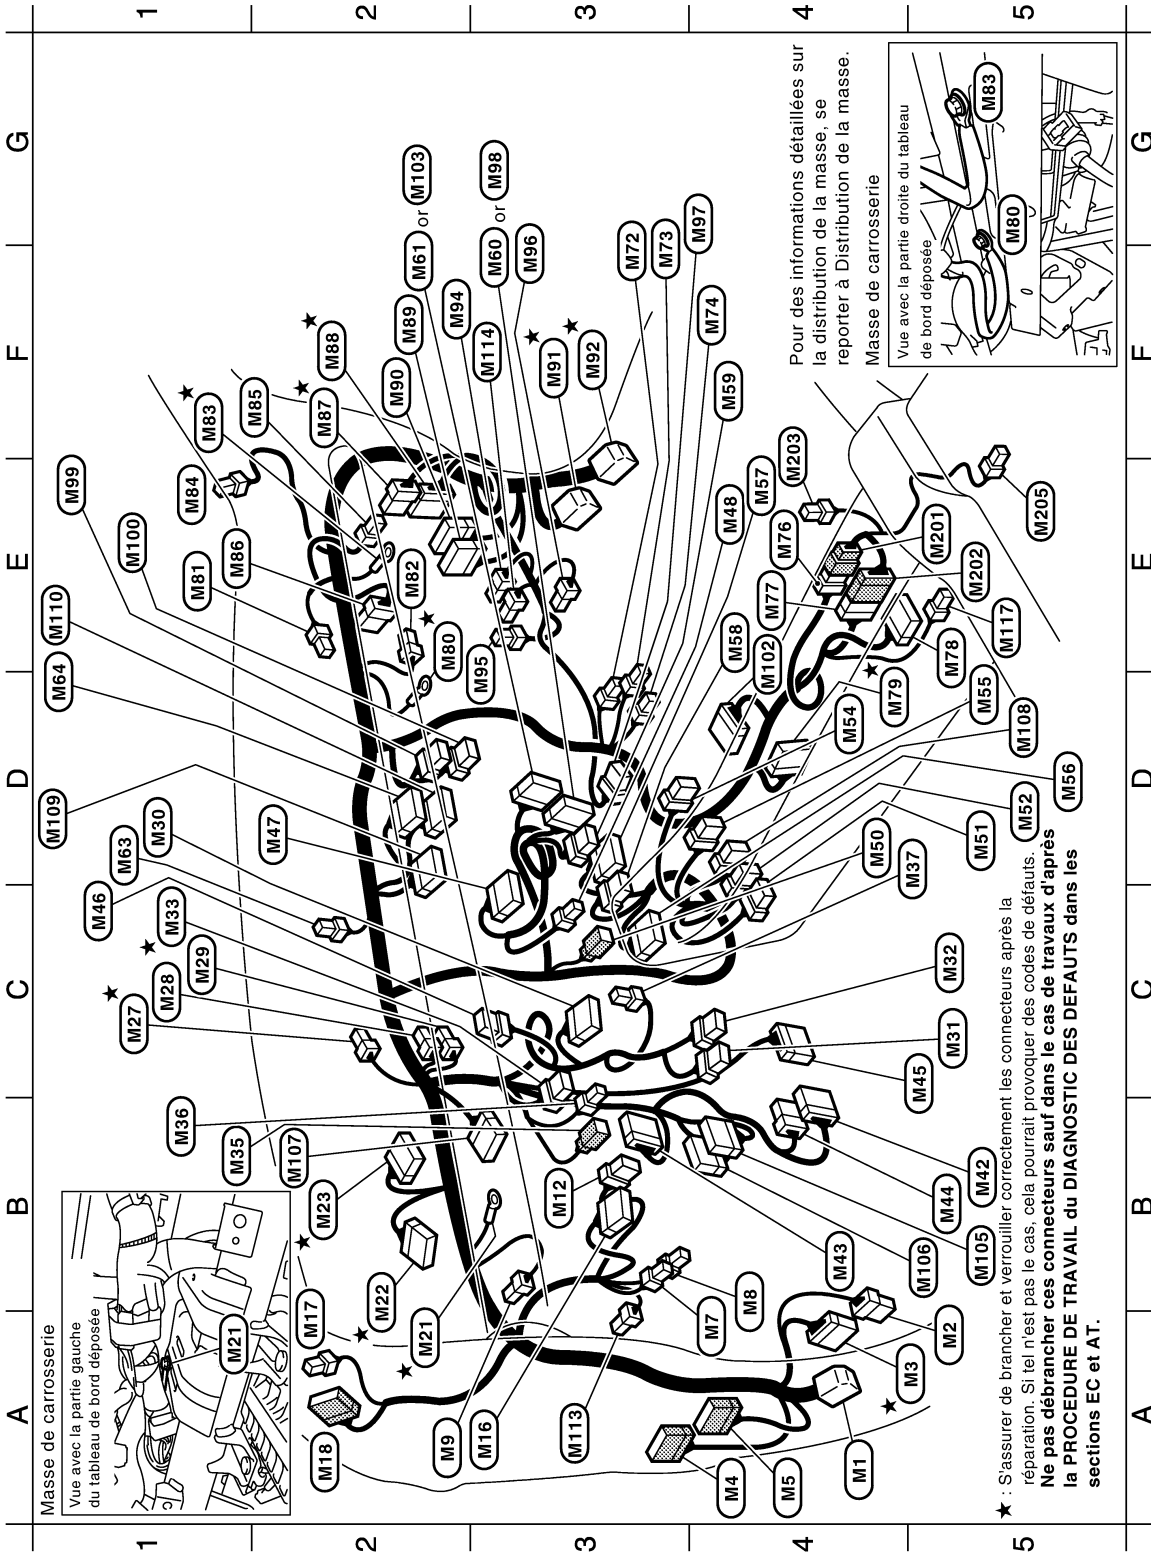 1
2
3
4
5
G
F
E
D
C
B
A
G
F
E
D
C
B
A
Masse de carrosserie
Vue avec la partie gauche
du tableau de bord déposée
M21
Pour des informations détaillées sur
la distribution de la masse, se
reporter à Distribution de la masse.
Masse de carrosserie
Vue avec la partie droite du tableau
de bord déposée
M80
M83
M109
M64
M110
M100
M99
M46
M63
M30
M47
M81
M84
★
M83
M85
★
M87
M86
M82
★
M80
M95
★
M88
M90
M89
M94
M61 or M103
M114
M60 or M98
M96
★
M91
★
M92
M72
M73
M97
M74
M59
M57
M48
M58
M102
M203
M76
M77
M201
M202
M205
M117
M78
★
M79
M54
M55
M108
M56
M52
M51
M50
M37
★
M27
M28
★
M29
M33
M36
M35
M107
M23
M22
★
M17
★
M21
★
M18
M9
M16
M113
M12
M7
M8
M4
M5
M1
★
M3
M2
M43
M106
M105
M44
M42
M45
M31
M32
★ : S'assurer de brancher et verrouiller correctement les connecteurs après la
réparation. Si tel n'est pas le cas, cela pourrait provoquer des codes de défauts.
Ne pas débrancher ces connecteurs sauf dans le cas de travaux d'après
la PROCEDURE DE TRAVAIL du DIAGNOSTIC DES DEFAUTS dans les
sections EC et AT.
1
2
3
4
5